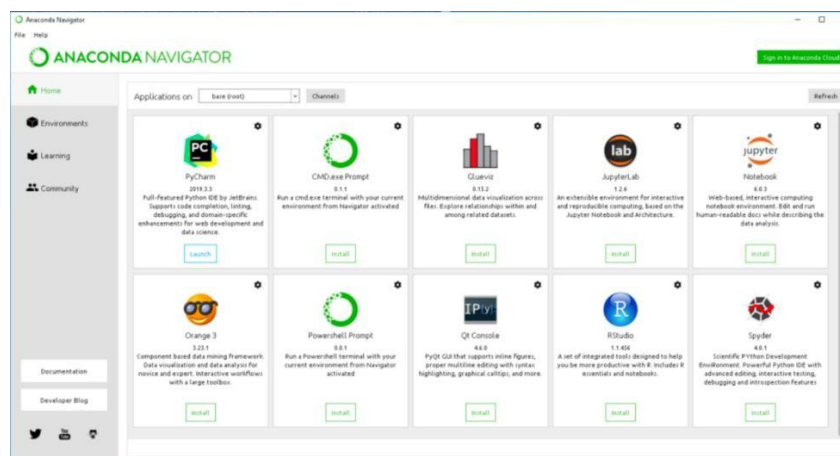 Anaconda Navigator
File Help
ANACONDA NAVIGATOR
Sign in to Anaconda Cloud
Home
Environments
Learning
Community
Documentation
Developer Blog
You
Tube
Applications on
base (root)
Channels
Refresh
PC
PyCharm
2019.3.3
Full-featured Python IDE by JetBrains.
Supports code completion, linting,
debugging, and domain-specific
enhancements for web development and
data science.
Launch
CMD.exe Prompt
0.1.1
Run a cmd.exe terminal with your current
environment from Navigator activated
Install
Glueviz
0.15.2
Multidimensional data visualization across
files. Explore relationships within and
among related datasets.
Install
lab
JupyterLab
1.2.6
An extensible environment for interactive
and reproducible computing, based on the
Jupyter Notebook and Architecture.
Install
jupyter
Notebook
6.0.3
Web-based, interactive computing
notebook environment. Edit and run
human-readable docs while describing the
data analysis.
Install
Orange 3
3.23.1
Component based data mining framework.
Data visualization and data analysis for
novice and expert. Interactive workflows
with a large toolbox.
Install
Powershell Prompt
0.0.1
Run a Powershell terminal with your
current environment from Navigator
activated
Install
IP[y]:
Qt Console
4.6.0
PyQt GUI that supports inline figures,
proper multiline editing with syntax
highlighting, graphical calltips, and more.
Install
R
RStudio
1.1.456
A set of integrated tools designed to help
you be more productive with R. Includes R
essentials and notebooks.
Install
Spyder
4.0.1
Scientific PYthon Development
EnviRonment. Powerful Python IDE with
advanced editing, interactive testing,
debugging and introspection features
Install